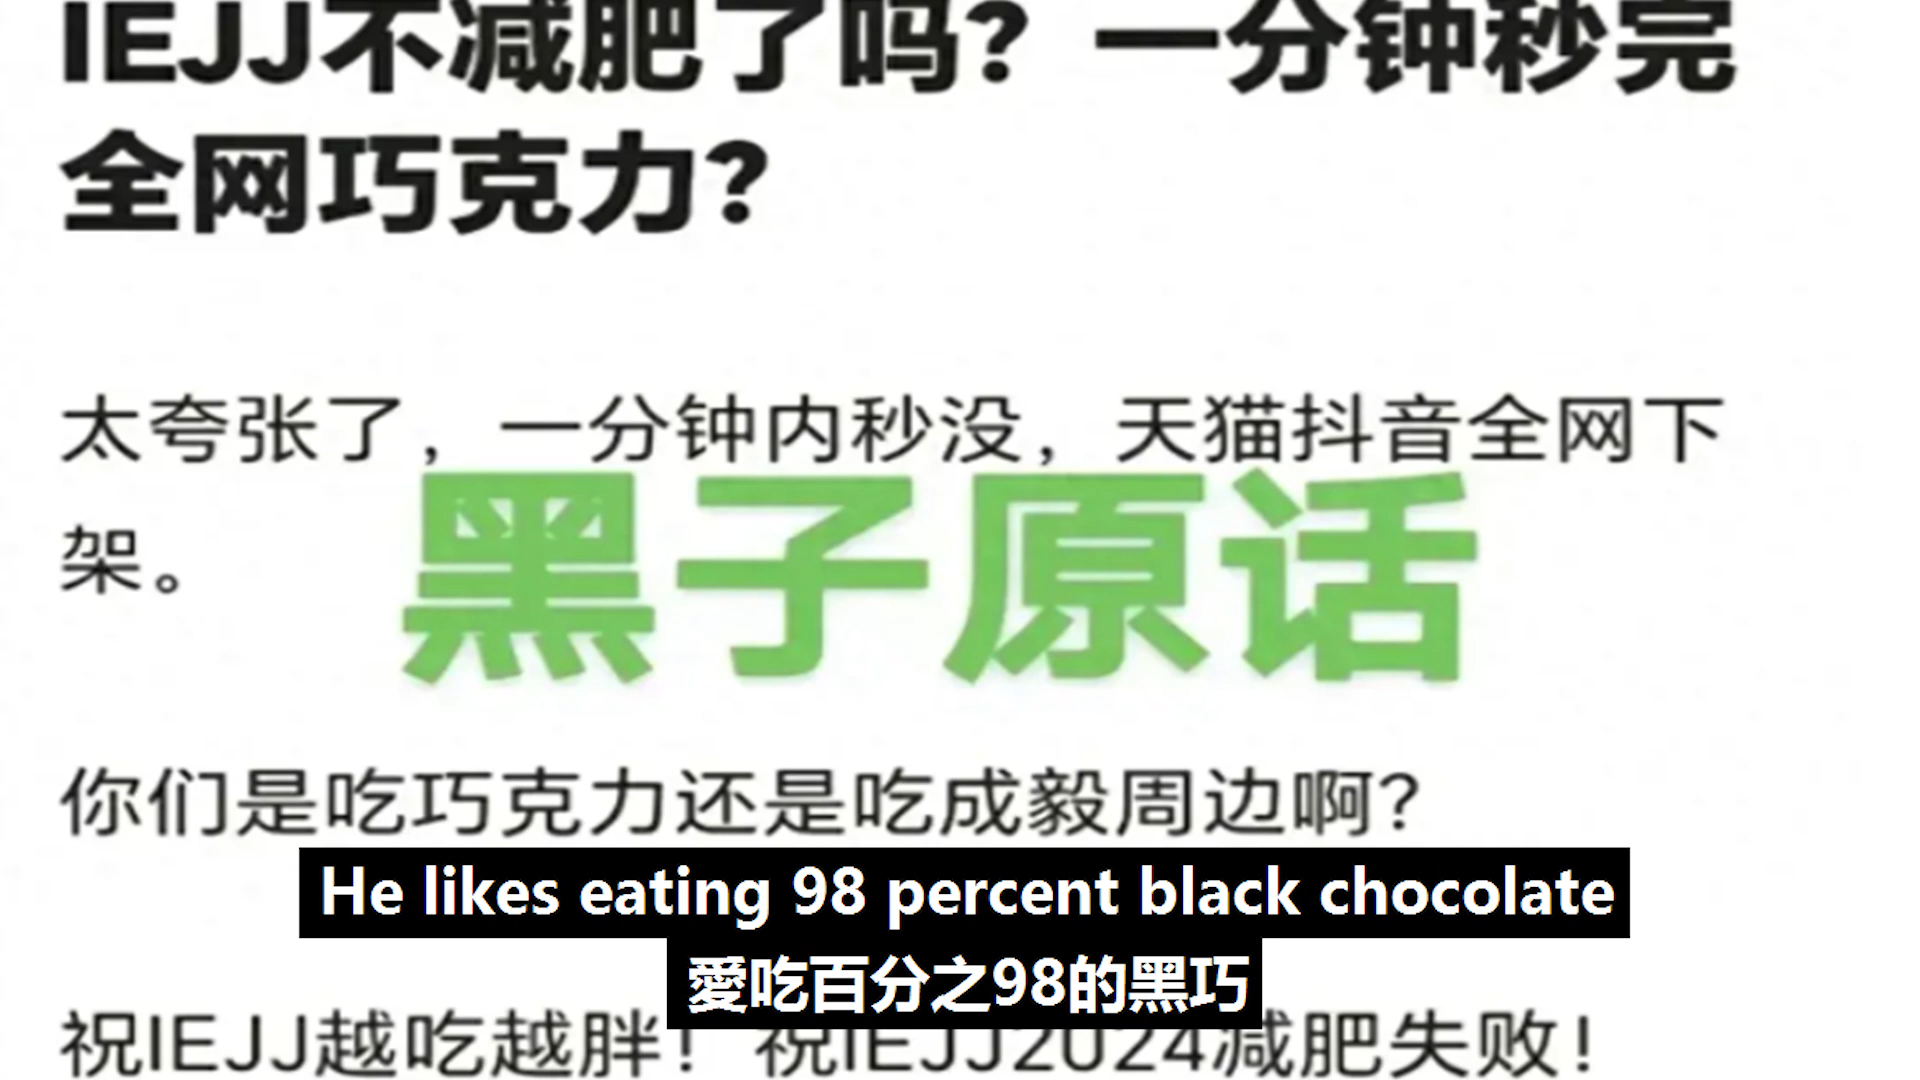 IEJJ不减肥了吗？一分钟秒完
全网巧克力？
太夸张了，一分钟内秒没，天猫抖音全网下
架。
黑子原话
你们是吃巧克力还是吃成毅周边啊？
He likes eating 98 percent black chocolate
愛吃百分之98的黑巧
祝IEJJ越吃越胖！祝IEJJ2024减肥失败！